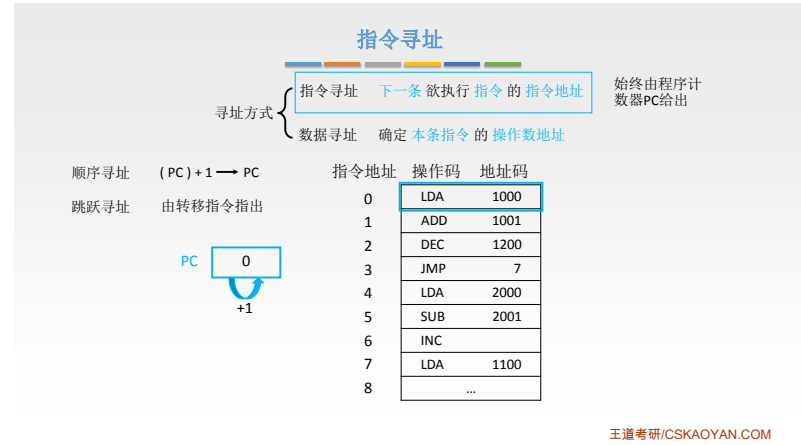 指令寻址
寻址方式
指令寻址 下一条 欲执行 指令 的 指令地址
始终由程序计
数器PC给出
数据寻址 确定 本条指令 的 操作数地址
顺序寻址 ( PC ) + 1 → PC
跳跃寻址 由转移指令指出
PC 0
+1
指令地址 操作码 地址码
0 LDA 1000
1 ADD 1001
2 DEC 1200
3 JMP 7
4 LDA 2000
5 SUB 2001
6 INC
7 LDA 1100
8 …
王道考研/CSKAOYAN.COM